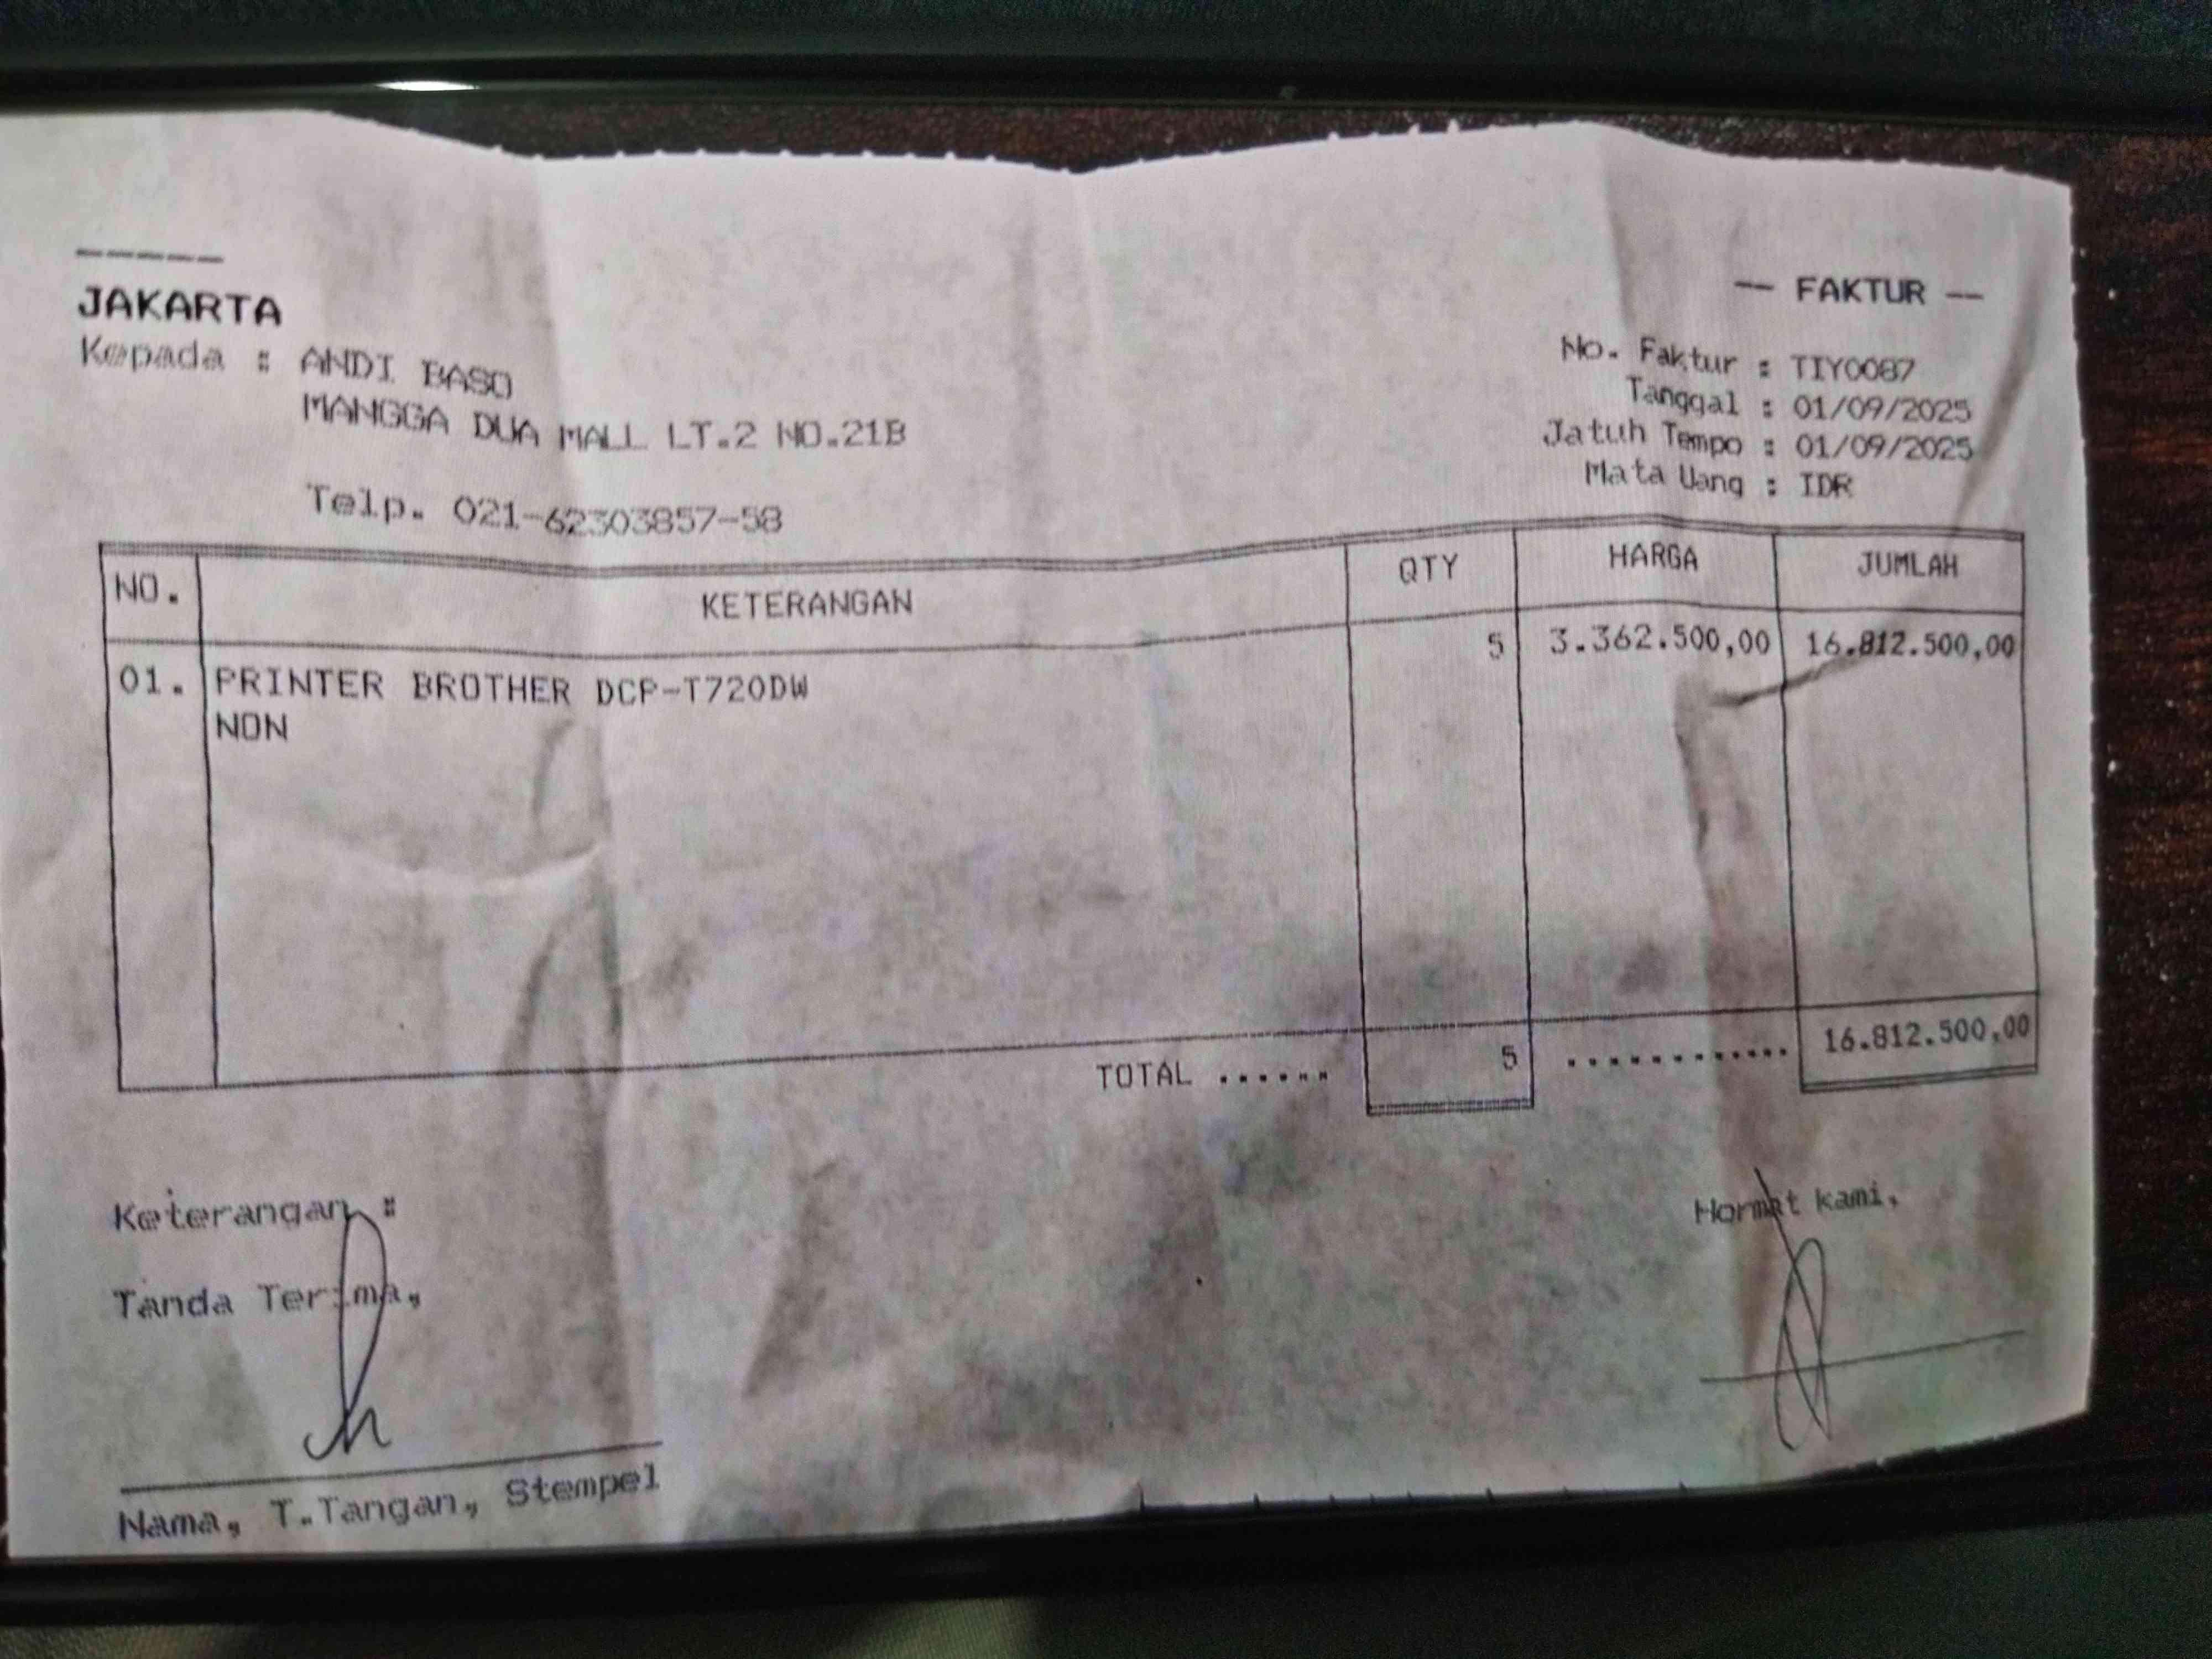 ------
JAKARTA
Kepada : ANDI BASO
MANGGA DUA MALL LT.2 NO.21B
Telp. 021-62303857-58
-- FAKTUR --
No. Faktur : TIY0087
Tanggal : 01/09/2025
Jatuh Tempo : 01/09/2025
Mata Uang : IDR
NO. KETERANGAN QTY HARGA JUMLAH
01. PRINTER BROTHER DCP-T720DW 5 3.362.500,00 16.812.500,00
NON
TOTAL ...... 5 ............ 16.812.500,00
Keterangan :
Tanda Terima,
Hormat kami,
Nama, T.Tangan, Stempel